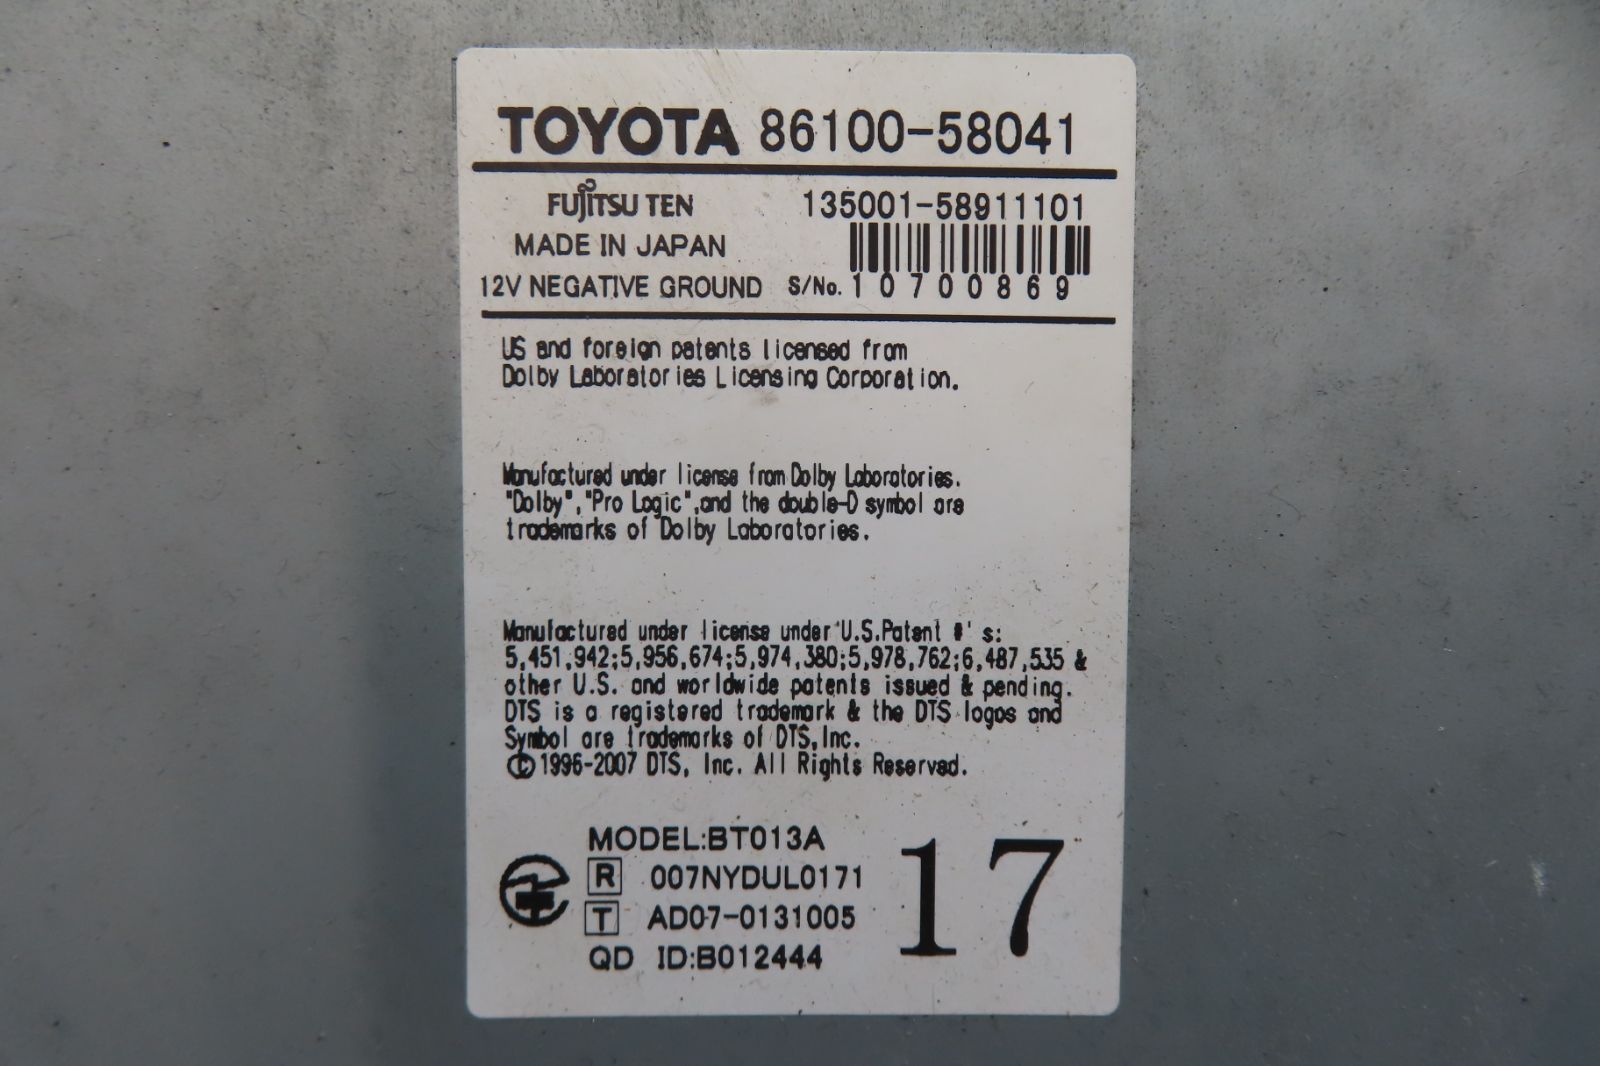 TOYOTA 86100-58041
FUJITSU TEN 135001-58911101
MADE IN JAPAN
12V NEGATIVE GROUND S/No. 10700869
US and foreign patents licensed from
Dolby Laboratories Licensing Corporation.
Manufactured under license from Dolby Laboratories.
"Dolby","Pro Logic",and the double-D symbol are
trademarks of Dolby Laboratories.
Manufactured under license under U.S.Patent #'s:
5,451,942;5,956,674;5,974,380;5,978,762;6,487,535 &
other U.S. and worldwide patents issued & pending.
DTS is a registered trademark & the DTS logos and
Symbol are trademarks of DTS,Inc.
©1996-2007 DTS, Inc. All Rights Reserved.
MODEL:BT013A
R 007NYDUL0171
T AD07-0131005
QD ID:B012444
17